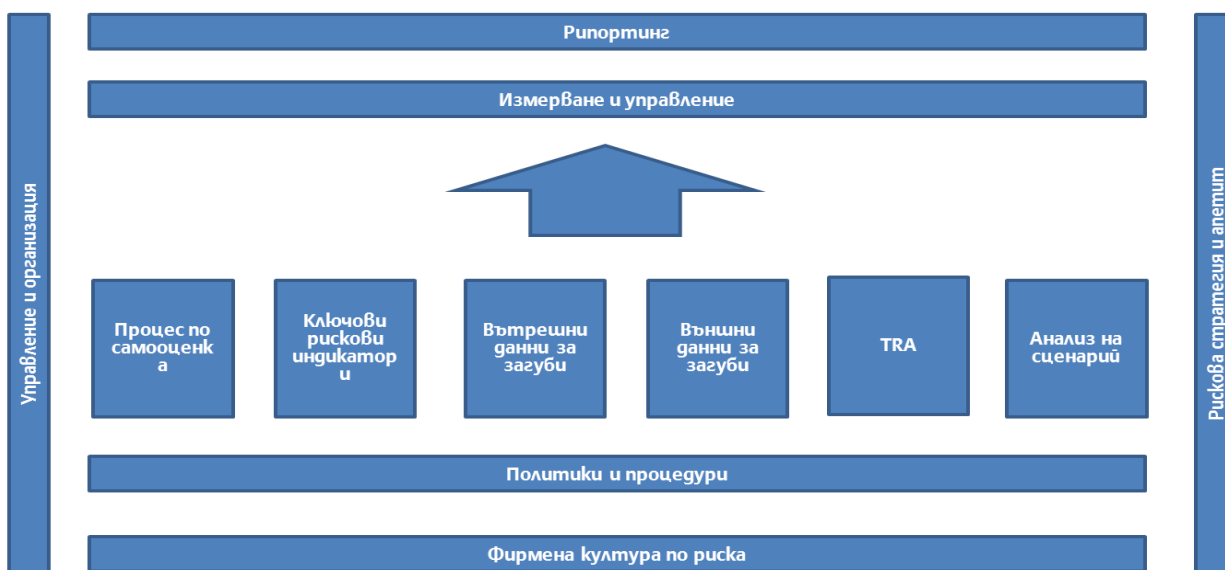 Рипортинг
Измерване и управление
Управление и организация
Рискова стратегия и апетит
Процес по
самооценк
а
Ключови
рискови
индикатор
и
Вътрешни
данни за
загуби
Външни
данни за
загуби
TRA
Анализ на
сценарий
Политики и процедури
Фирмена култура по риска